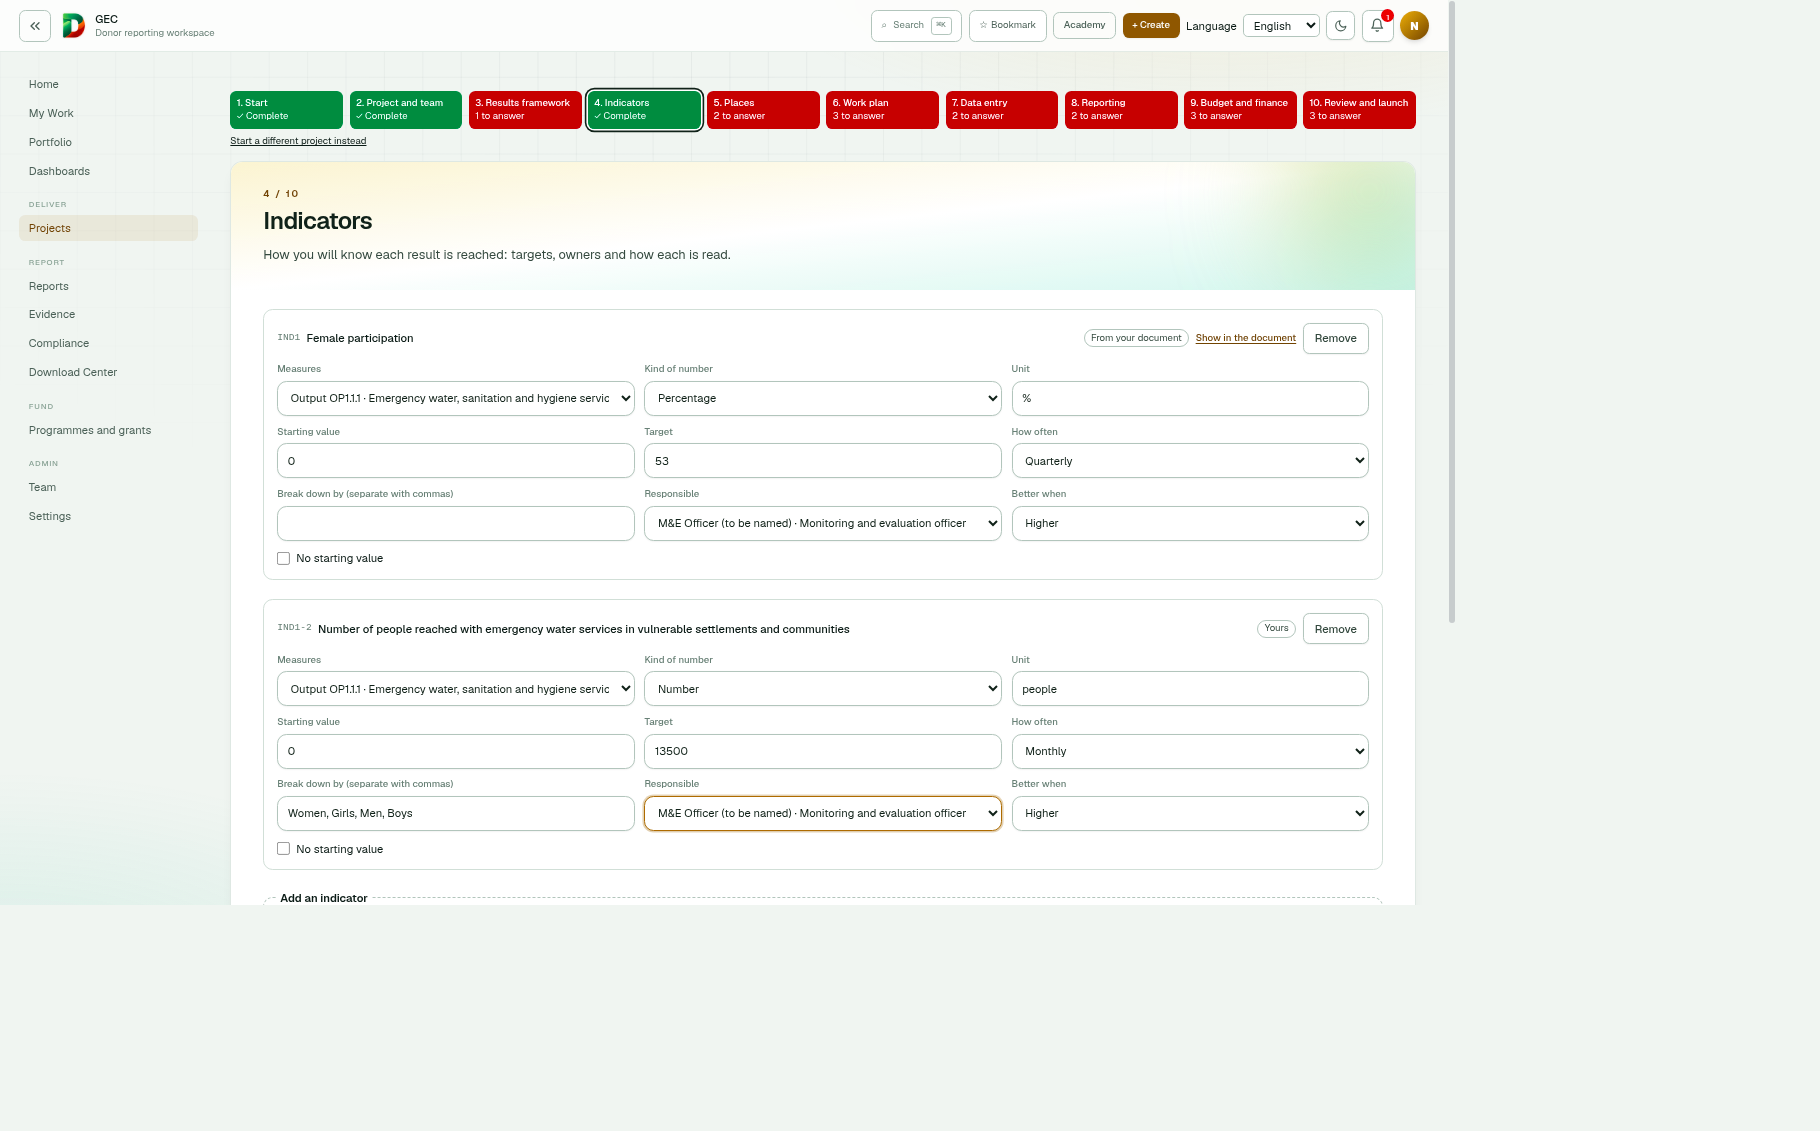 GEC
Donor reporting workspace
Search ⌘K
☆ Bookmark
Academy
+ Create
Language
English
1
N
Home
My Work
Portfolio
Dashboards
DELIVER
Projects
REPORT
Reports
Evidence
Compliance
Download Center
FUND
Programmes and grants
ADMIN
Team
Settings
1. Start
✓ Complete
2. Project and team
✓ Complete
3. Results framework
1 to answer
4. Indicators
✓ Complete
5. Places
2 to answer
6. Work plan
3 to answer
7. Data entry
2 to answer
8. Reporting
2 to answer
9. Budget and finance
3 to answer
10. Review and launch
3 to answer
Start a different project instead
4 / 10
Indicators
How you will know each result is reached: targets, owners and how each is read.
IND1 Female participation
From your document
Show in the document
Remove
Measures
Kind of number
Unit
Output OP1.1.1 · Emergency water, sanitation and hygiene servic
Percentage
%
Starting value
Target
How often
0
53
Quarterly
Break down by (separate with commas)
Responsible
Better when
M&E Officer (to be named) · Monitoring and evaluation officer
Higher
No starting value
IND1-2 Number of people reached with emergency water services in vulnerable settlements and communities
Yours
Remove
Measures
Kind of number
Unit
Output OP1.1.1 · Emergency water, sanitation and hygiene servic
Number
people
Starting value
Target
How often
0
13500
Monthly
Break down by (separate with commas)
Responsible
Better when
Women, Girls, Men, Boys
M&E Officer (to be named) · Monitoring and evaluation officer
Higher
No starting value
Add an indicator